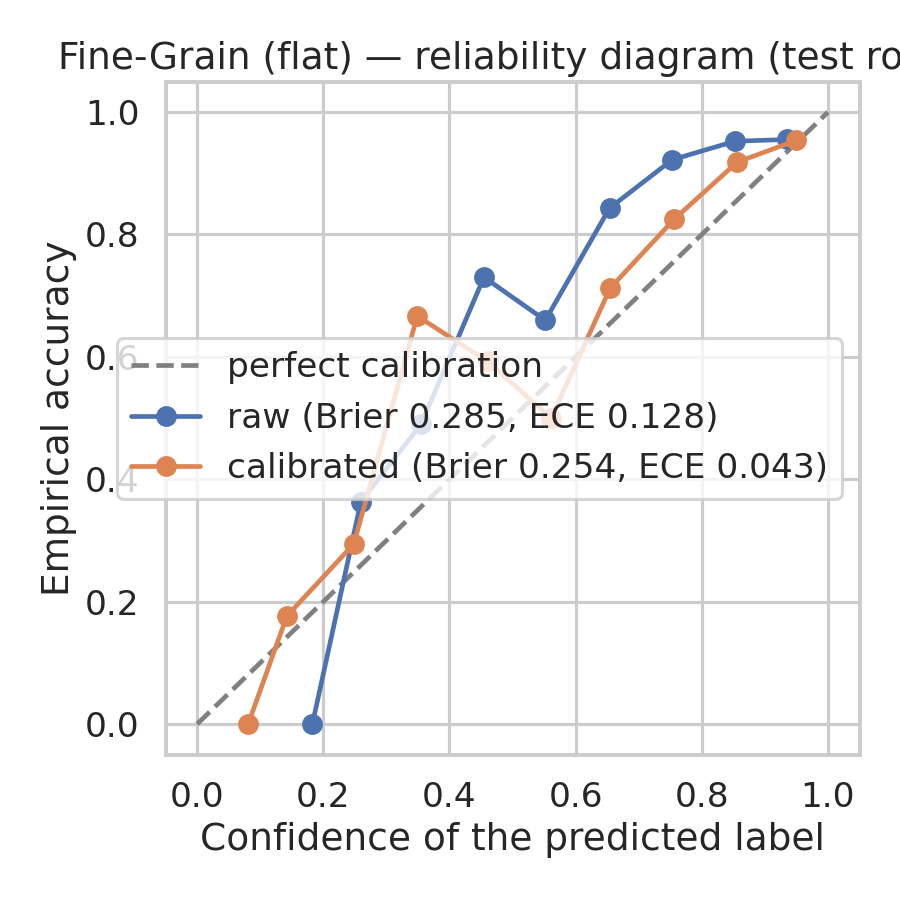 Fine-Grain (flat) — reliability diagram (test ro
1.0
0.8
0.6
0.4
0.2
0.0
Empirical accuracy
perfect calibration
raw (Brier 0.285, ECE 0.128)
calibrated (Brier 0.254, ECE 0.043)
0.0 0.2 0.4 0.6 0.8 1.0
Confidence of the predicted label